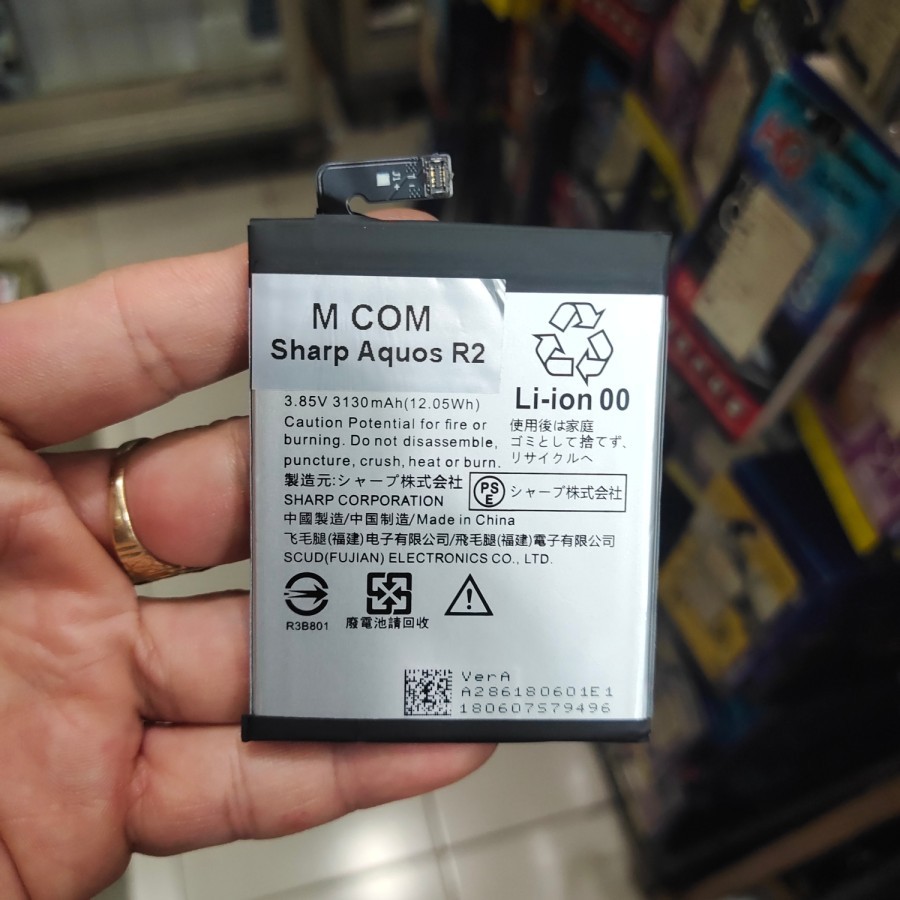 J1 +
M COM
Sharp Aquos R2
3.85V 3130mAh(12.05Wh)
Caution Potential for fire or
burning. Do not disassemble,
puncture, crush, heat or burn.
Li-ion 00
使用後は家庭
ゴミとして捨てず、
リサイクルへ
製造元:シャープ株式会社
SHARP CORPORATION
PS
E
シャープ株式会社
中國製造/中国制造/Made in China
飞毛腿(福建)电子有限公司/飛毛腿(福建)電子有限公司
SCUD(FUJIAN) ELECTRONICS CO., LTD.
R3B801
廢電池請回收
VerA
A286180601E1
180607S79496